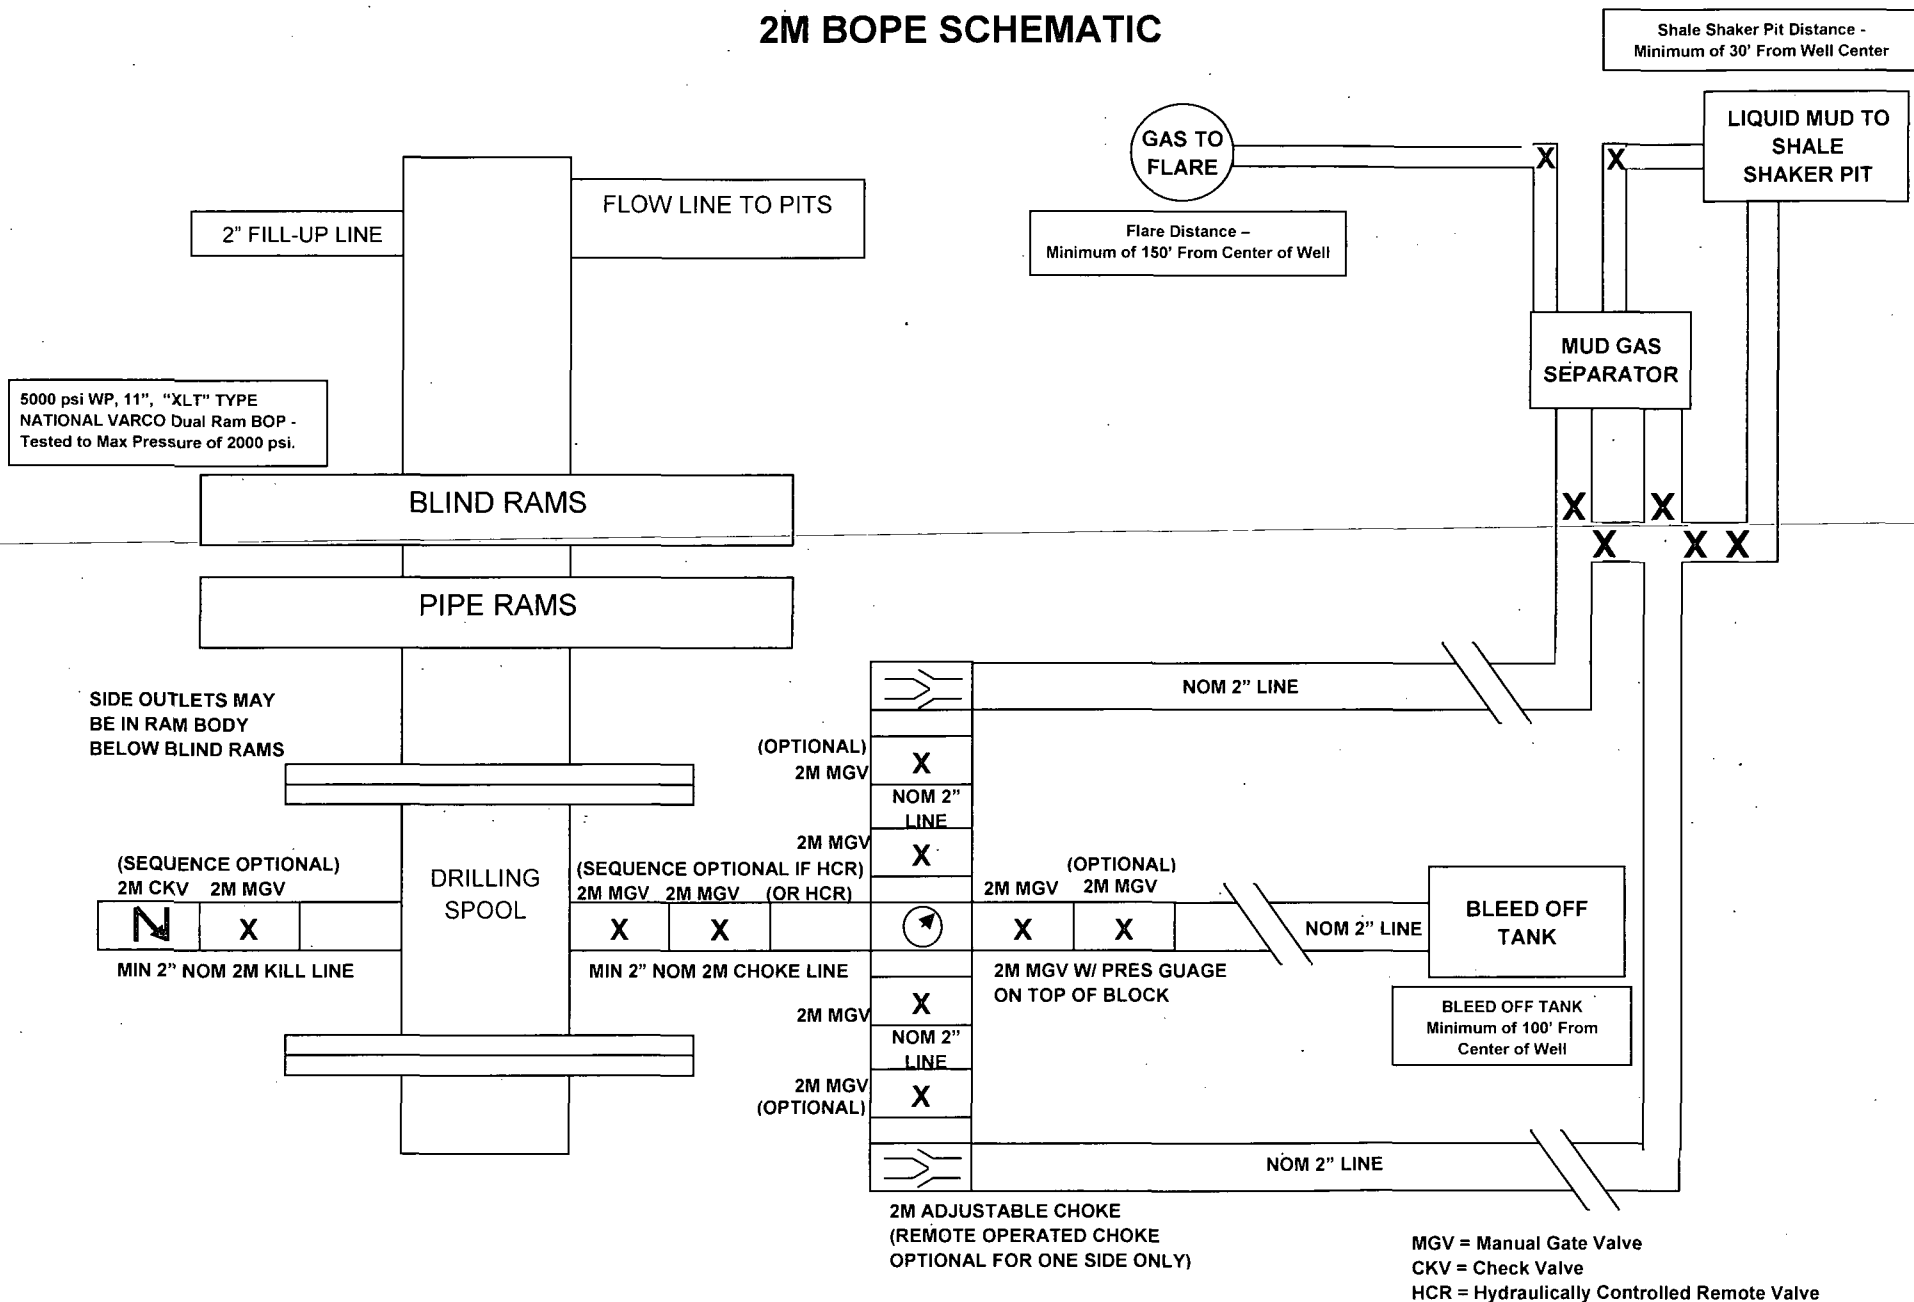 2M BOPE SCHEMATIC
Shale Shaker Pit Distance -
Minimum of 30' From Well Center
GAS TO
FLARE
LIQUID MUD TO
SHALE
SHAKER PIT
X
X
FLOW LINE TO PITS
2" FILL-UP LINE
Flare Distance –
Minimum of 150' From Center of Well
MUD GAS
SEPARATOR
5000 psi WP, 11", "XLT" TYPE
NATIONAL VARCO Dual Ram BOP -
Tested to Max Pressure of 2000 psi.
BLIND RAMS
X
X
X
X
X
PIPE RAMS
SIDE OUTLETS MAY
BE IN RAM BODY
BELOW BLIND RAMS
NOM 2" LINE
(OPTIONAL)
2M MGV
X
NOM 2"
LINE
2M MGV
X
(SEQUENCE OPTIONAL)
2M CKV 2M MGV
X
MIN 2" NOM 2M KILL LINE
DRILLING
SPOOL
(SEQUENCE OPTIONAL IF HCR)
2M MGV 2M MGV (OR HCR)
X X
MIN 2" NOM 2M CHOKE LINE
(OPTIONAL)
2M MGV 2M MGV
X X
2M MGV W/ PRES GUAGE
ON TOP OF BLOCK
NOM 2" LINE
BLEED OFF
TANK
BLEED OFF TANK
Minimum of 100' From
Center of Well
2M MGV
X
NOM 2"
LINE
2M MGV
(OPTIONAL)
X
NOM 2" LINE
2M ADJUSTABLE CHOKE
(REMOTE OPERATED CHOKE
OPTIONAL FOR ONE SIDE ONLY)
MGV = Manual Gate Valve
CKV = Check Valve
HCR = Hydraulically Controlled Remote Valve